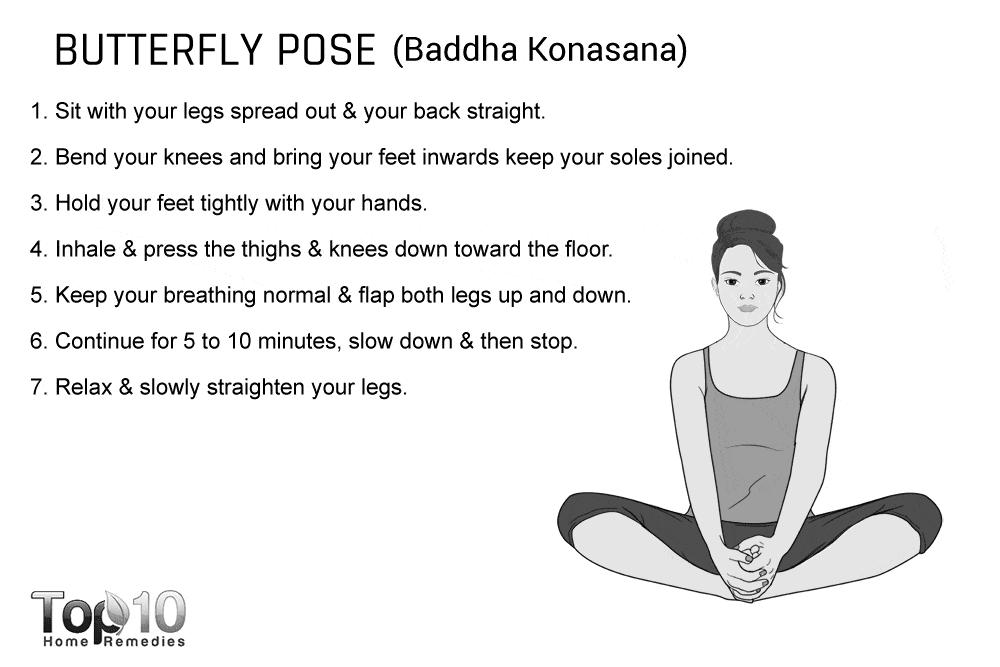 BUTTERFLY POSE (Baddha Konasana)
1. Sit with your legs spread out & your back straight.
2. Bend your knees and bring your feet inwards keep your soles joined.
3. Hold your feet tightly with your hands.
4. Inhale & press the thighs & knees down toward the floor.
5. Keep your breathing normal & flap both legs up and down.
6. Continue for 5 to 10 minutes, slow down & then stop.
7. Relax & slowly straighten your legs.
Top10
Home Remedies